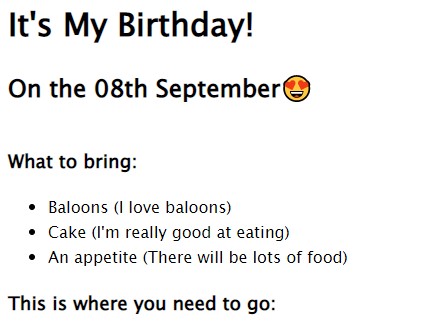 It's My Birthday!
On the 08th September😍
What to bring:
• Baloons (I love baloons)
• Cake (I'm really good at eating)
• An appetite (There will be lots of food)
This is where you need to go: